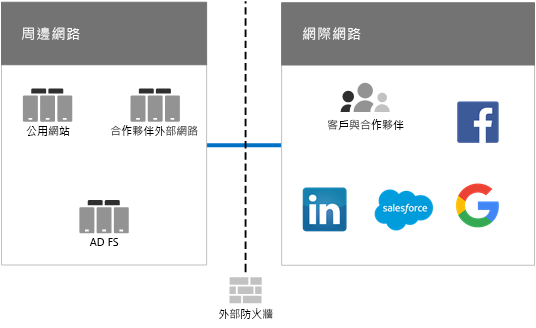 周邊網路
網際網路
公用網站
合作夥伴外部網路
客戶與合作夥伴
f
in
salesforce
G
AD FS
外部防火牆